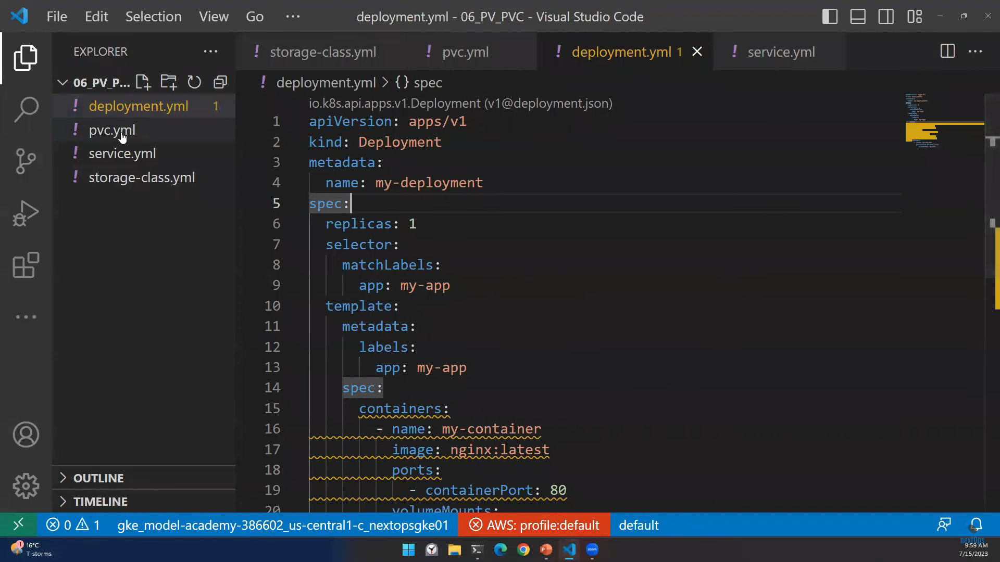 File Edit Selection View Go ···
deployment.yml - 06_PV_PVC - Visual Studio Code
EXPLORER ···
storage-class.yml
pvc.yml
deployment.yml 1
service.yml
06_PV_P...
deployment.yml 1
pvc.yml
service.yml
storage-class.yml
OUTLINE
TIMELINE
deployment.yml > {} spec
io.k8s.api.apps.v1.Deployment (v1@deployment.json)
1 apiVersion: apps/v1
2 kind: Deployment
3 metadata:
4 name: my-deployment
5 spec:
6 replicas: 1
7 selector:
8 matchLabels:
9 app: my-app
10 template:
11 metadata:
12 labels:
13 app: my-app
14 spec:
15 containers:
16 - name: my-container
17 image: nginx:latest
18 ports:
19 - containerPort: 80
20 volumeMounts:
0 1 gke_model-academy-386602_us-central1-c_nextopsgke01 AWS: profile:default default
1
16°C
T-storms
zoom
nextOps
9:59 AM
7/15/2023